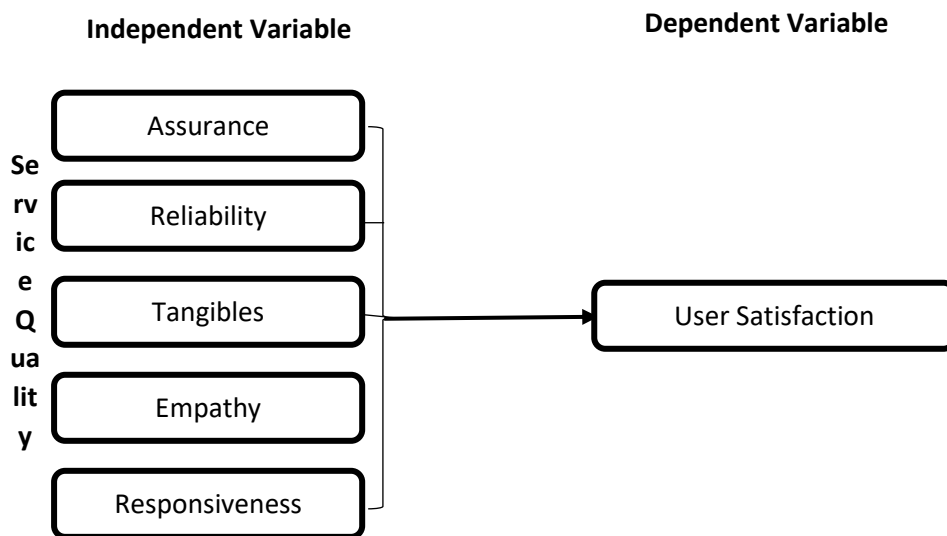 Independent Variable
Dependent Variable
Assurance
Se
rv
ic
e
Q
ua
lit
y
Reliability
Tangibles
User Satisfaction
Empathy
Responsiveness